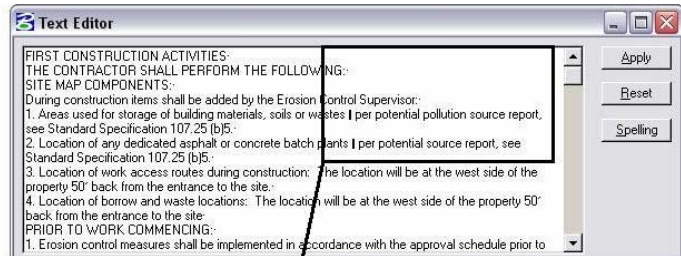 Text Editor
FIRST CONSTRUCTION ACTIVITIES·
THE CONTRACTOR SHALL PERFORM THE FOLLOWING:·
SITE MAP COMPONENTS:·
During construction items shall be added by the Erosion Control Supervisor:·
1. Areas used for storage of building materials, soils or wastes | per potential pollution source report,
see Standard Specification 107.25 (b)5.·
2. Location of any dedicated asphalt or concrete batch plants | per potential source report, see
Standard Specification 107.25 (b)5.·
3. Location of work access routes during construction:  The location will be at the west side of the
property 50' back from the entrance to the site.·
4. Location of borrow and waste locations:  The location will be at the west side of the property 50'
back from the entrance to the site·
PRIOR TO WORK COMMENCING:·
1. Erosion control measures shall be implemented in accordance with the approval schedule prior to
Apply
Reset
Spelling